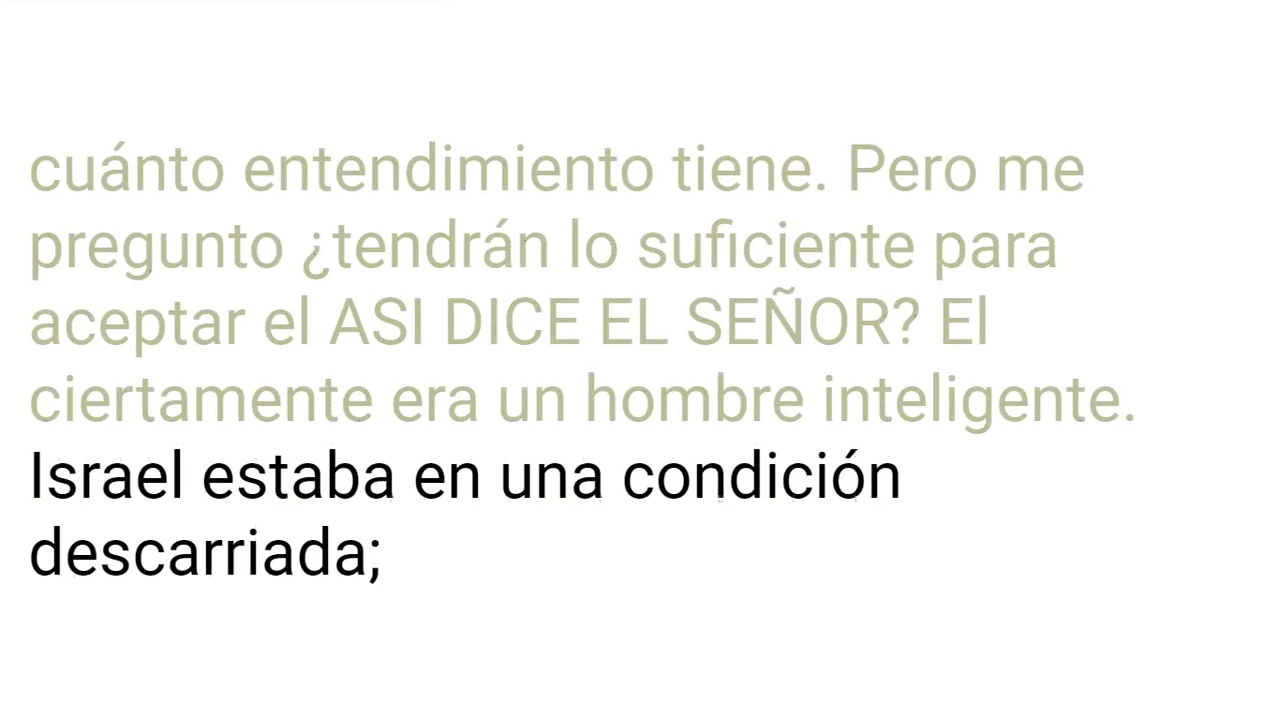 cuánto entendimiento tiene. Pero me
pregunto ¿tendrán lo suficiente para
aceptar el ASI DICE EL SEÑOR? El
ciertamente era un hombre inteligente.
Israel estaba en una condición
descarriada;